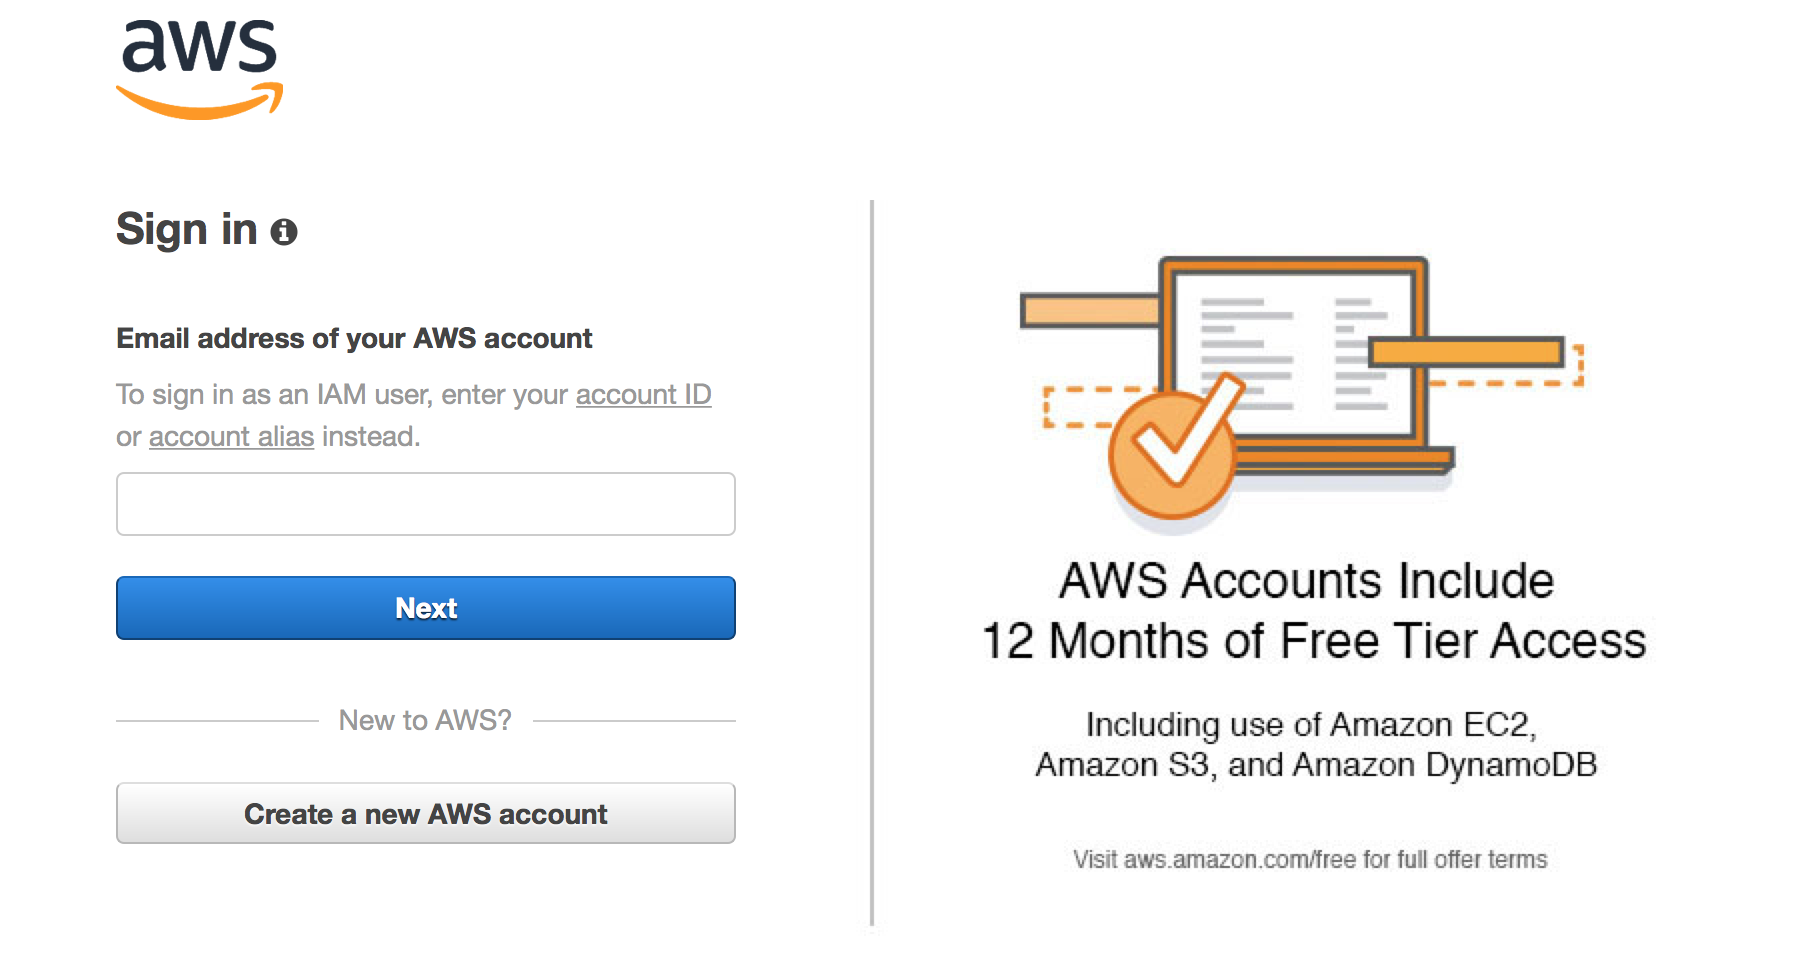 aws
Sign in
Email address of your AWS account
To sign in as an IAM user, enter your account ID
or account alias instead.
Next
New to AWS?
Create a new AWS account
AWS Accounts Include
12 Months of Free Tier Access
Including use of Amazon EC2,
Amazon S3, and Amazon DynamoDB
Visit aws.amazon.com/free for full offer terms